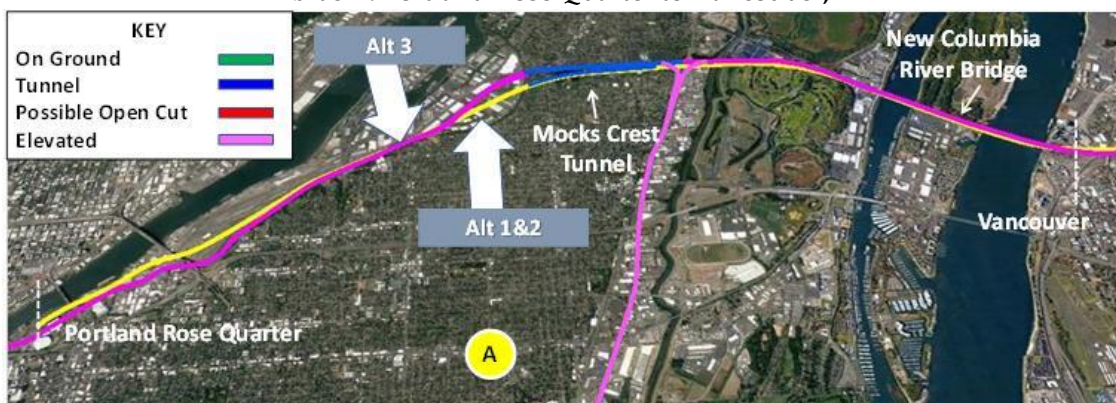 KEY
On Ground
Tunnel
Possible Open Cut
Elevated
Alt 3
New Columbia
River Bridge
Mocks Crest
Tunnel
Alt 1&2
Vancouver
Portland Rose Quarter
A